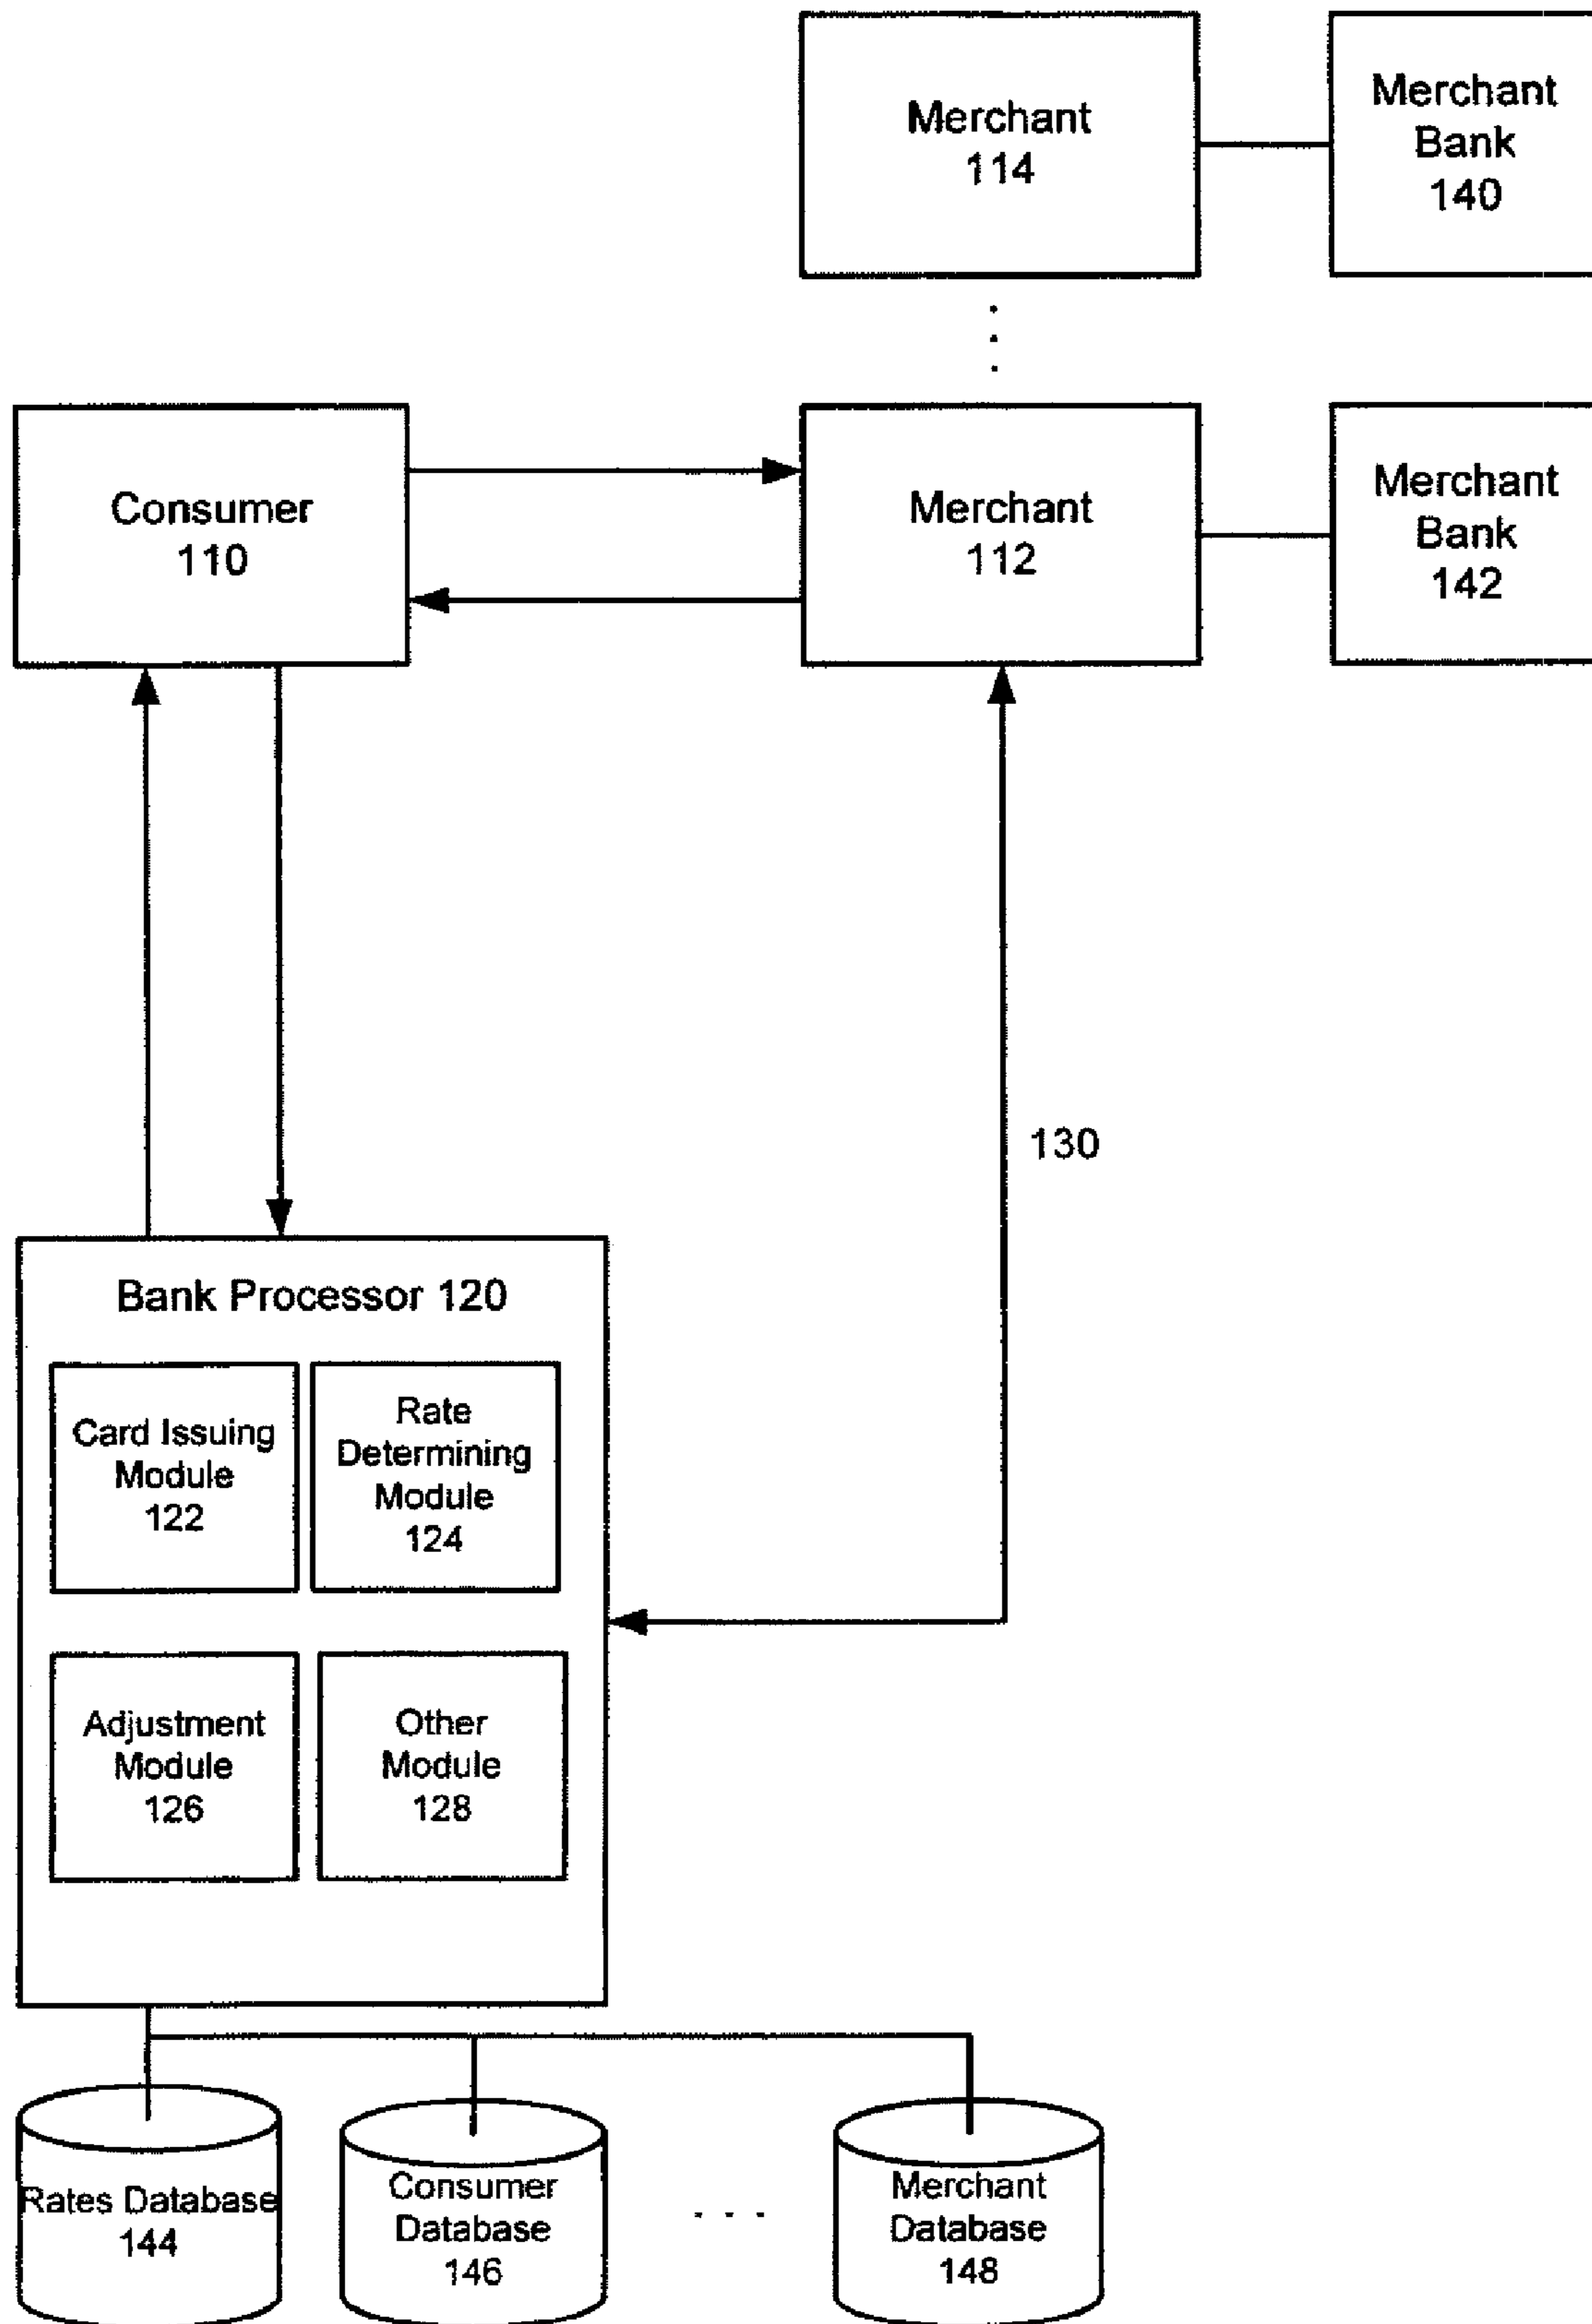 Merchant
114
Merchant
Bank
140
Consumer
110
Merchant
112
Merchant
Bank
142
130
Bank Processor 120
Card Issuing
Module
122
Rate
Determining
Module
124
Adjustment
Module
126
Other
Module
128
Rates Database
144
Consumer
Database
146
Merchant
Database
148